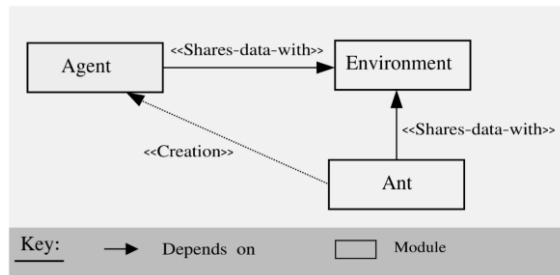 <<Shares-data-with>>
Agent
Environment
<<Shares-data-with>>
<<Creation>>
Ant
Key:
Depends on
Module